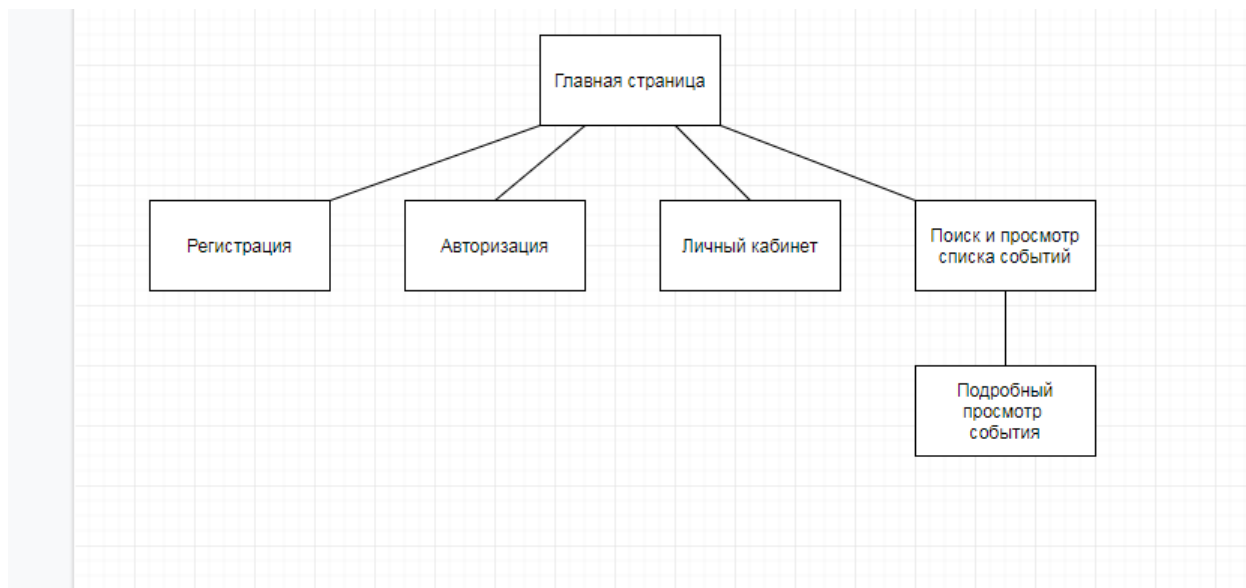 Главная страница
Регистрация
Авторизация
Личный кабинет
Поиск и просмотр
списка событий
Подробный
просмотр
события